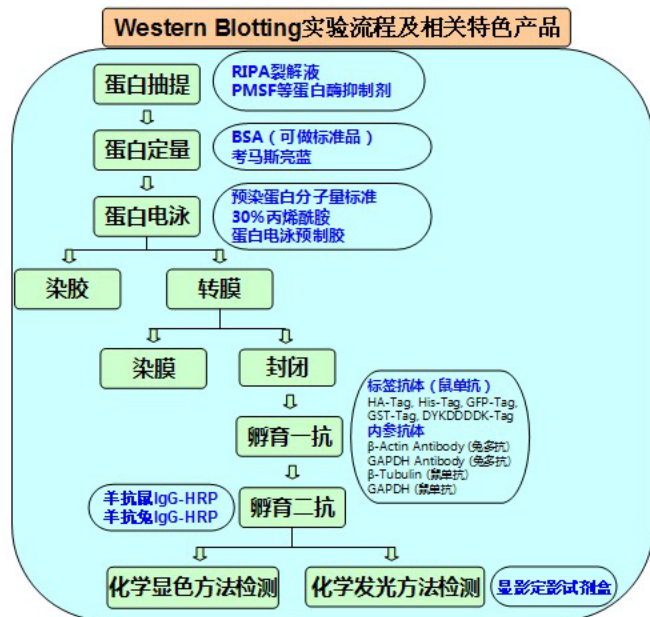 Western Blotting实验流程及相关特色产品
蛋白抽提
RIPA裂解液
PMSF等蛋白酶抑制剂
蛋白定量
BSA（可做标准品）
考马斯亮蓝
蛋白电泳
预染蛋白分子量标准
30%丙烯酰胺
蛋白电泳预制胶
染胶
转膜
染膜
封闭
标签抗体（鼠单抗）
HA-Tag, His-Tag, GFP-Tag,
GST-Tag, DYKDDDDK-Tag
内参抗体
β-Actin Antibody (兔多抗)
GAPDH Antibody (兔多抗)
β-Tubulin (鼠单抗)
GAPDH (鼠单抗)
孵育一抗
羊抗鼠IgG-HRP
羊抗兔IgG-HRP
孵育二抗
化学显色方法检测
化学发光方法检测
显影定影试剂盒